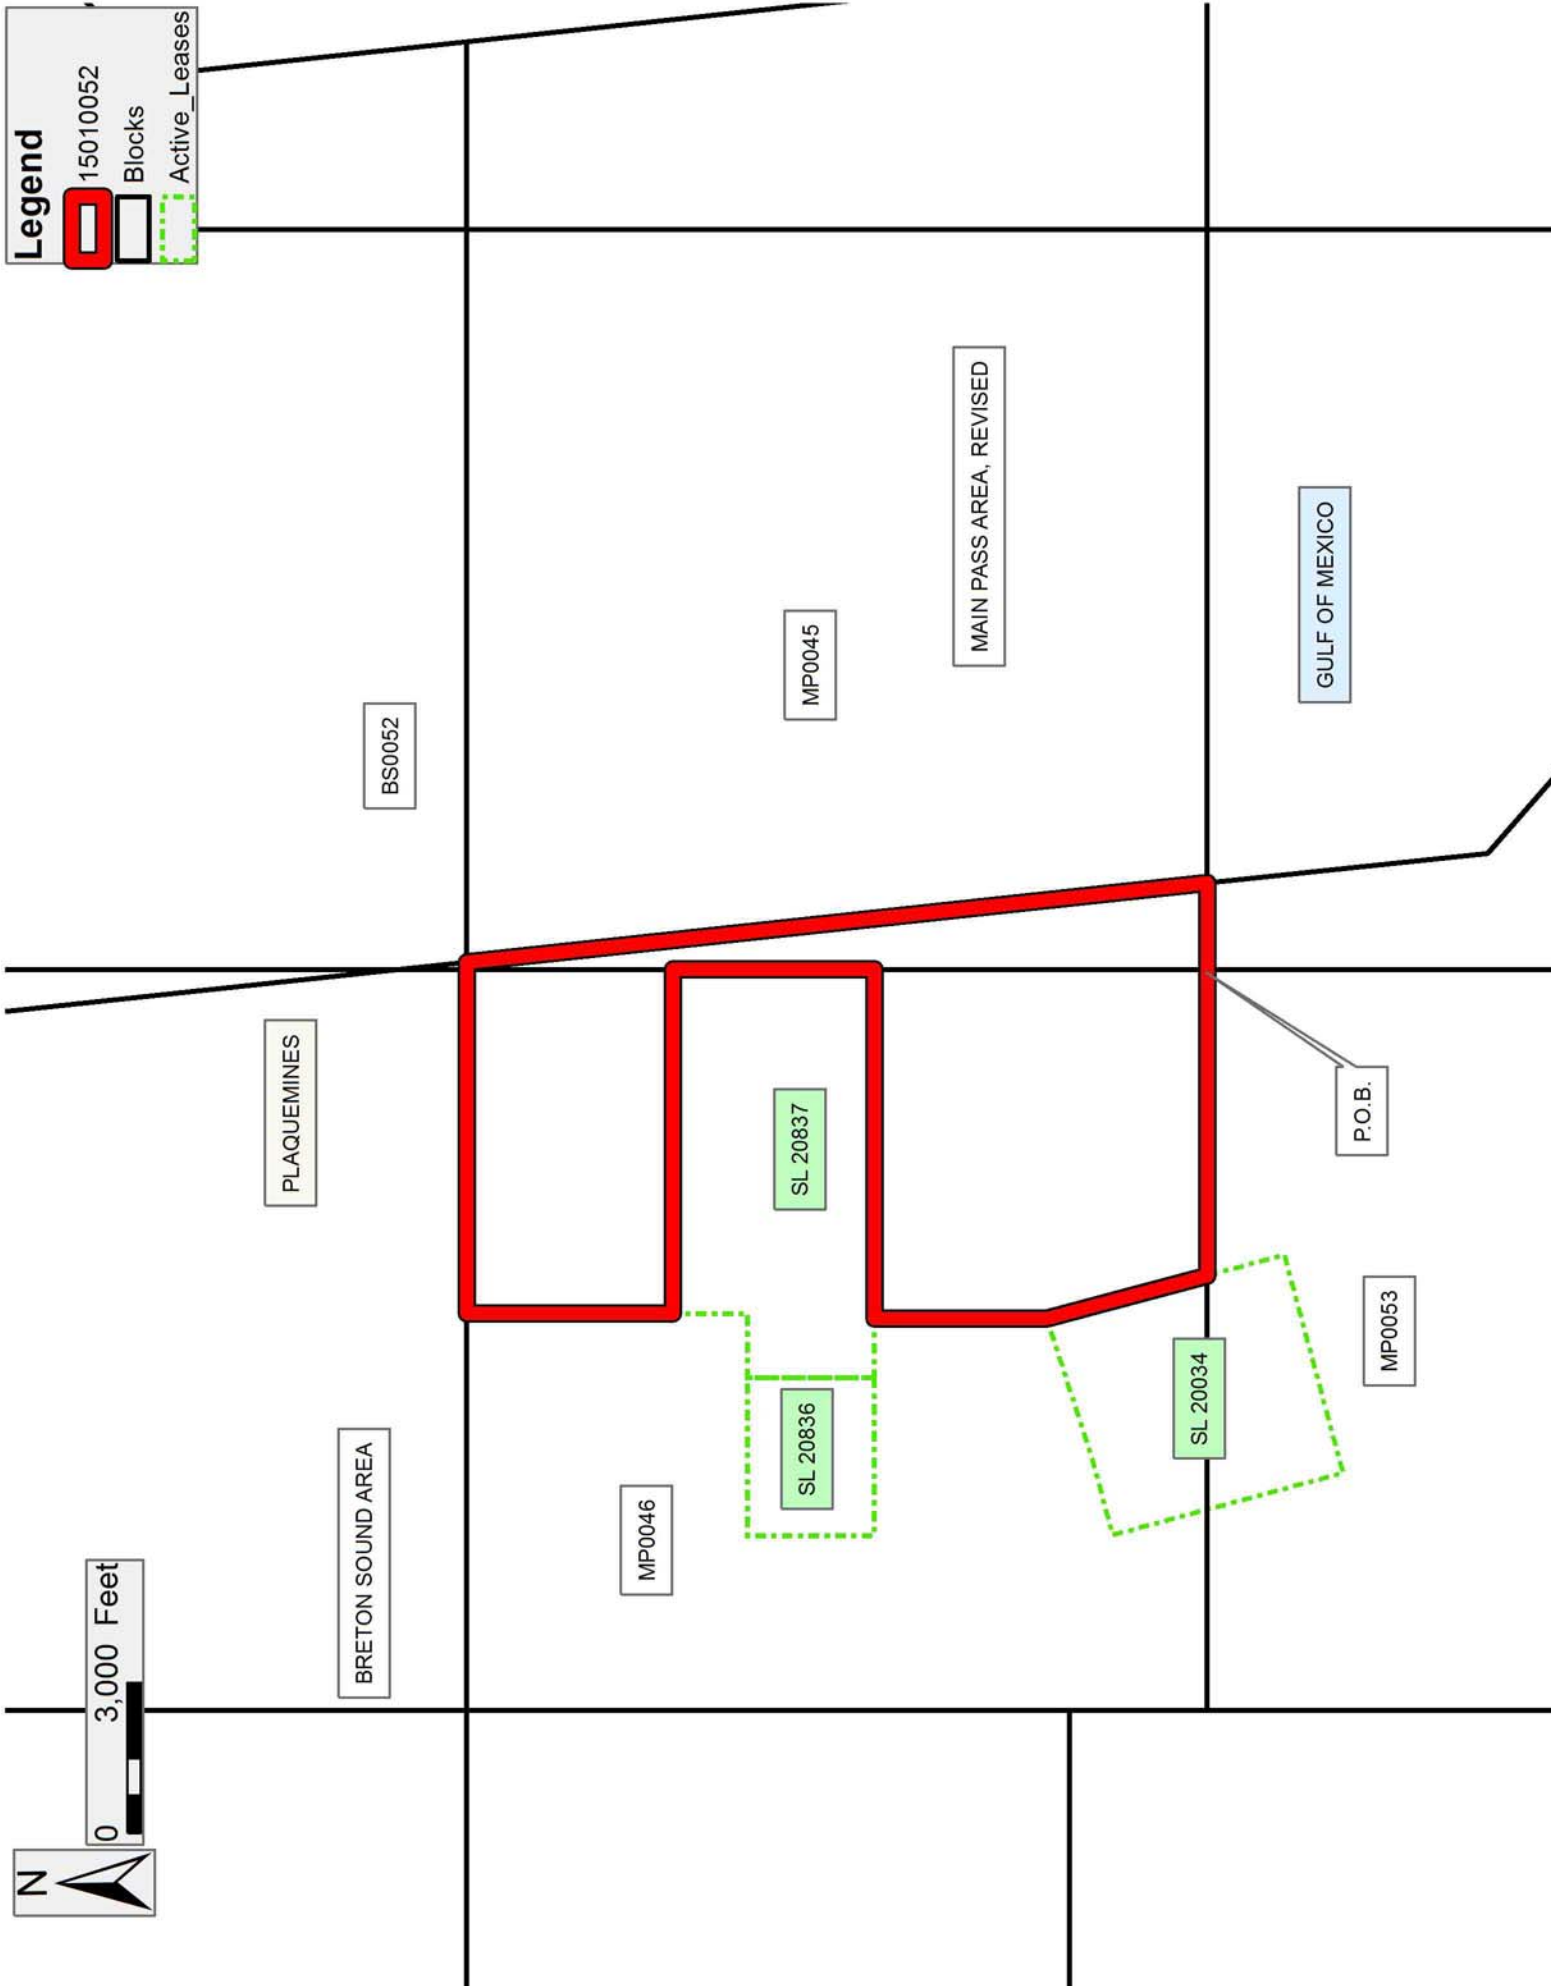 Legend
15010052
Blocks
Active_Leases
N
0 3,000 Feet
PLAQUEMINES
BRETON SOUND AREA
BS0052
MP0046
SL 20836
SL 20837
MP0045
MAIN PASS AREA, REVISED
SL 20034
MP0053
P.O.B.
GULF OF MEXICO